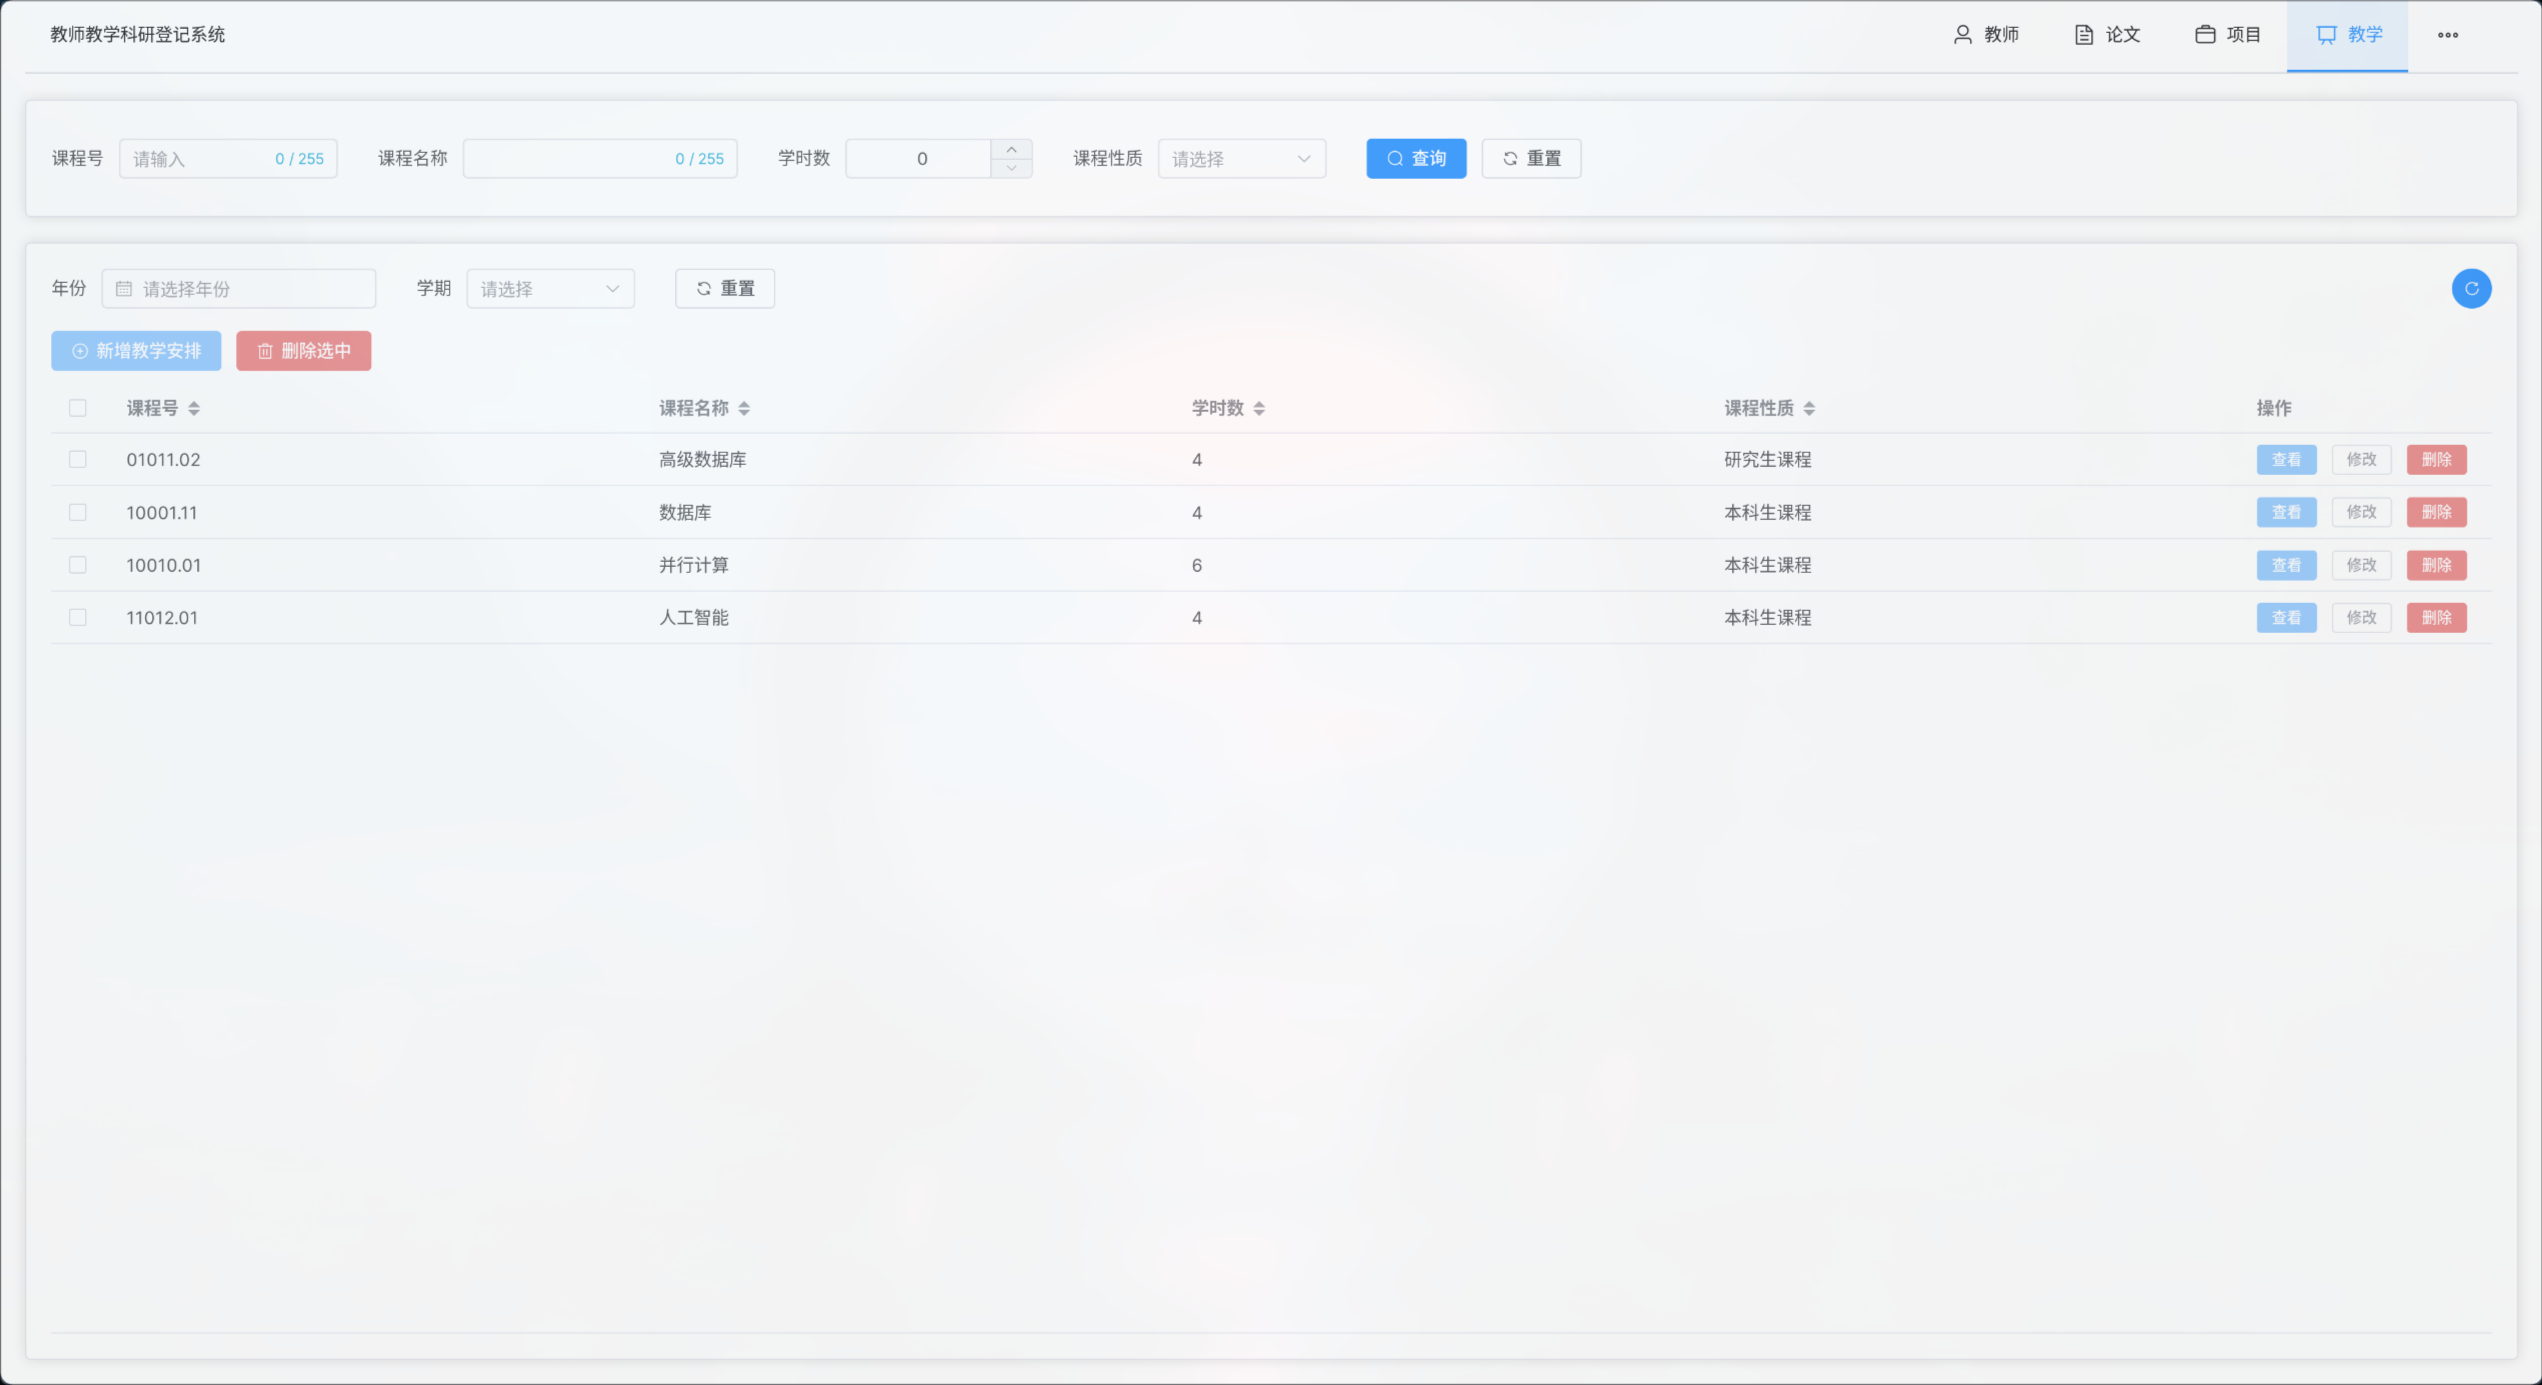 教师教学科研登记系统 教师 论文 项目 教学
课程号 请输入 0 / 255 课程名称 0 / 255 学时数 0 课程性质 请选择 查询 重置
年份 请选择年份 学期 请选择 重置
新增教学安排 删除选中
课程号 课程名称 学时数 课程性质 操作
01011.02 高级数据库 4 研究生课程 查看 修改 删除
10001.11 数据库 4 本科生课程 查看 修改 删除
10010.01 并行计算 6 本科生课程 查看 修改 删除
11012.01 人工智能 4 本科生课程 查看 修改 删除